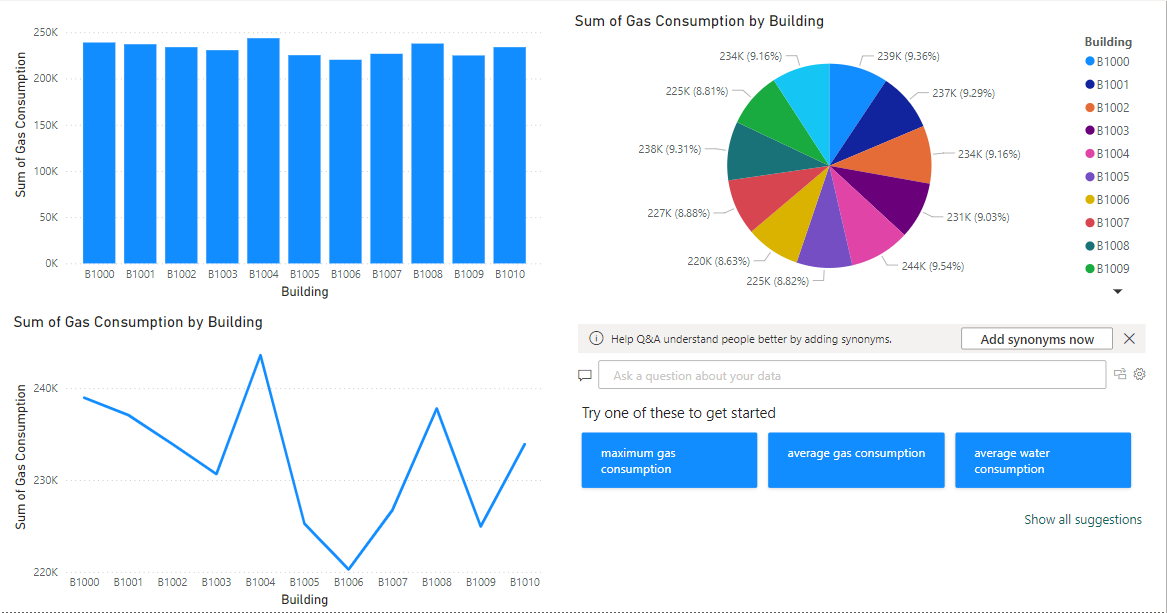 250K
200K
150K
100K
50K
0K
Sum of Gas Consumption
B1000 B1001 B1002 B1003 B1004 B1005 B1006 B1007 B1008 B1009 B1010
Building
Sum of Gas Consumption by Building
234K (9.16%)
239K (9.36%)
225K (8.81%)
237K (9.29%)
238K (9.31%)
234K (9.16%)
227K (8.88%)
231K (9.03%)
220K (8.63%)
244K (9.54%)
225K (8.82%)
Building
B1000
B1001
B1002
B1003
B1004
B1005
B1006
B1007
B1008
B1009
Sum of Gas Consumption by Building
240K
230K
220K
Sum of Gas Consumption
B1000 B1001 B1002 B1003 B1004 B1005 B1006 B1007 B1008 B1009 B1010
Building
Help Q&A understand people better by adding synonyms.
Add synonyms now
Ask a question about your data
Try one of these to get started
maximum gas
consumption
average gas consumption
average water
consumption
Show all suggestions